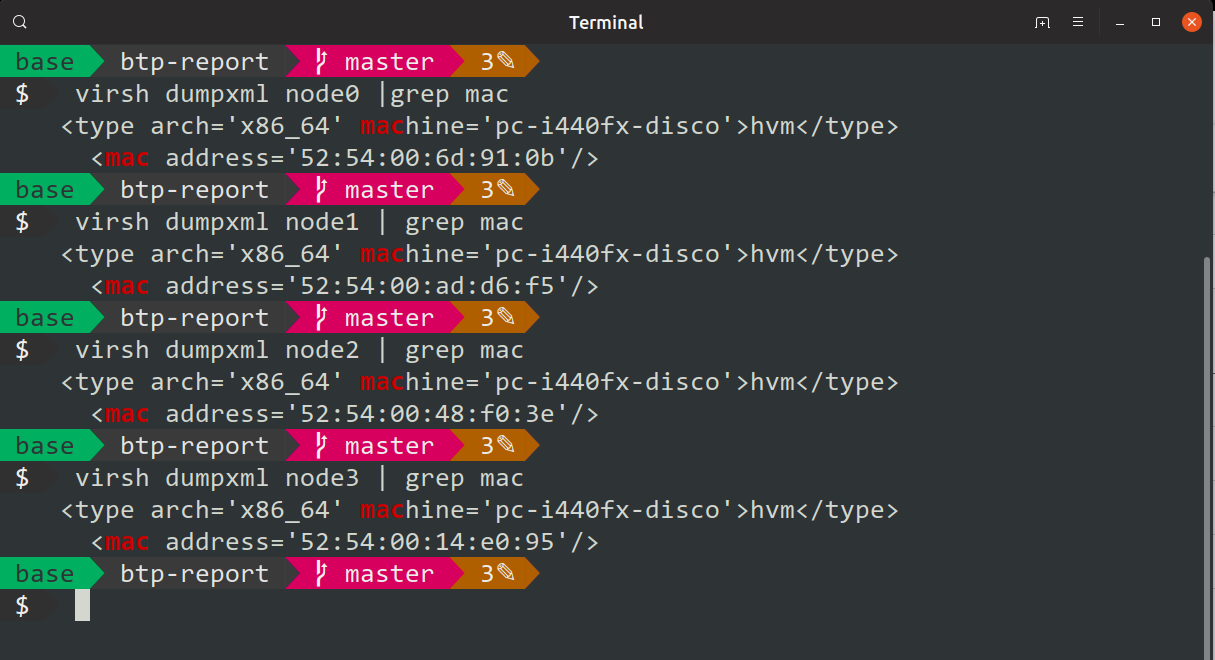 Terminal
base btp-report master 3✎
$ virsh dumpxml node0 |grep mac
<type arch='x86_64' machine='pc-i440fx-disco'>hvm</type>
<mac address='52:54:00:6d:91:0b'/>
base btp-report master 3✎
$ virsh dumpxml node1 | grep mac
<type arch='x86_64' machine='pc-i440fx-disco'>hvm</type>
<mac address='52:54:00:ad:d6:f5'/>
base btp-report master 3✎
$ virsh dumpxml node2 | grep mac
<type arch='x86_64' machine='pc-i440fx-disco'>hvm</type>
<mac address='52:54:00:48:f0:3e'/>
base btp-report master 3✎
$ virsh dumpxml node3 | grep mac
<type arch='x86_64' machine='pc-i440fx-disco'>hvm</type>
<mac address='52:54:00:14:e0:95'/>
base btp-report master 3✎
$